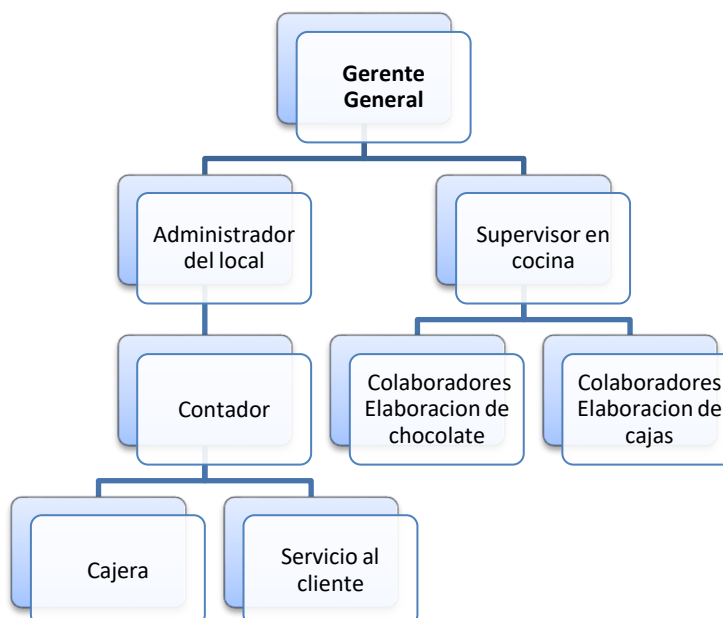 Gerente
General
Administrador
del local
Supervisor en
cocina
Contador
Colaboradores
Elaboracion de
chocolate
Colaboradores
Elaboracion de
cajas
Cajera
Servicio al
cliente